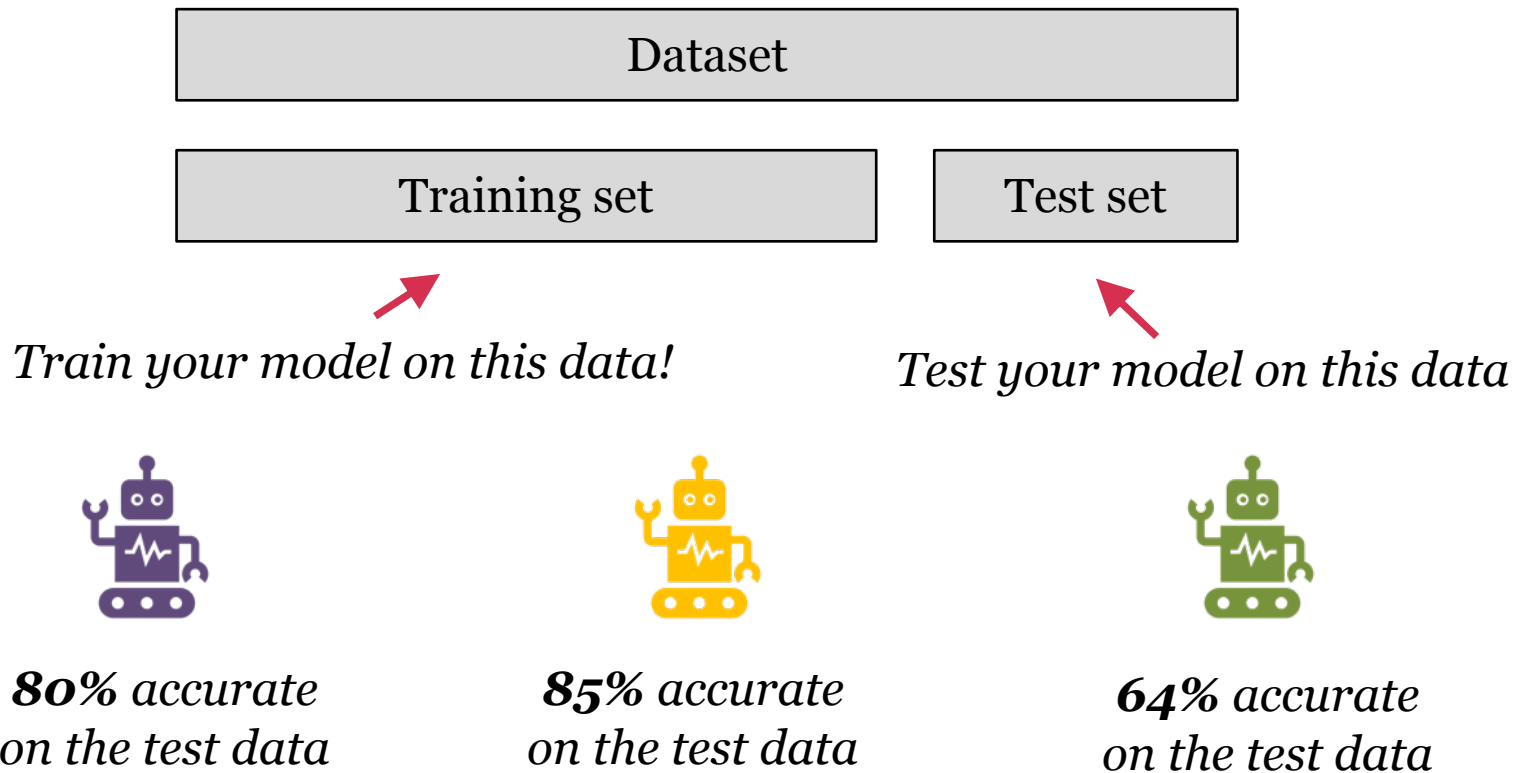 Dataset
Training set
Test set
Train your model on this data!
Test your model on this data
80% accurate
on the test data
85% accurate
on the test data
64% accurate
on the test data